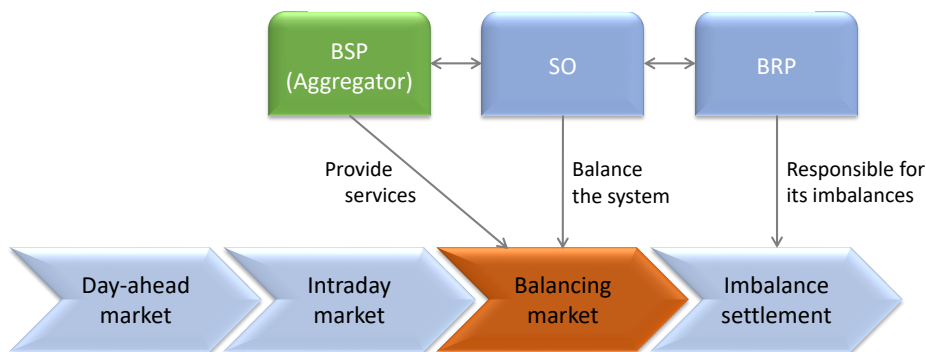 BSP
(Aggregator)
SO
BRP
Provide
services
Balance
the system
Responsible for
its imbalances
Day-ahead
market
Intraday
market
Balancing
market
Imbalance
settlement